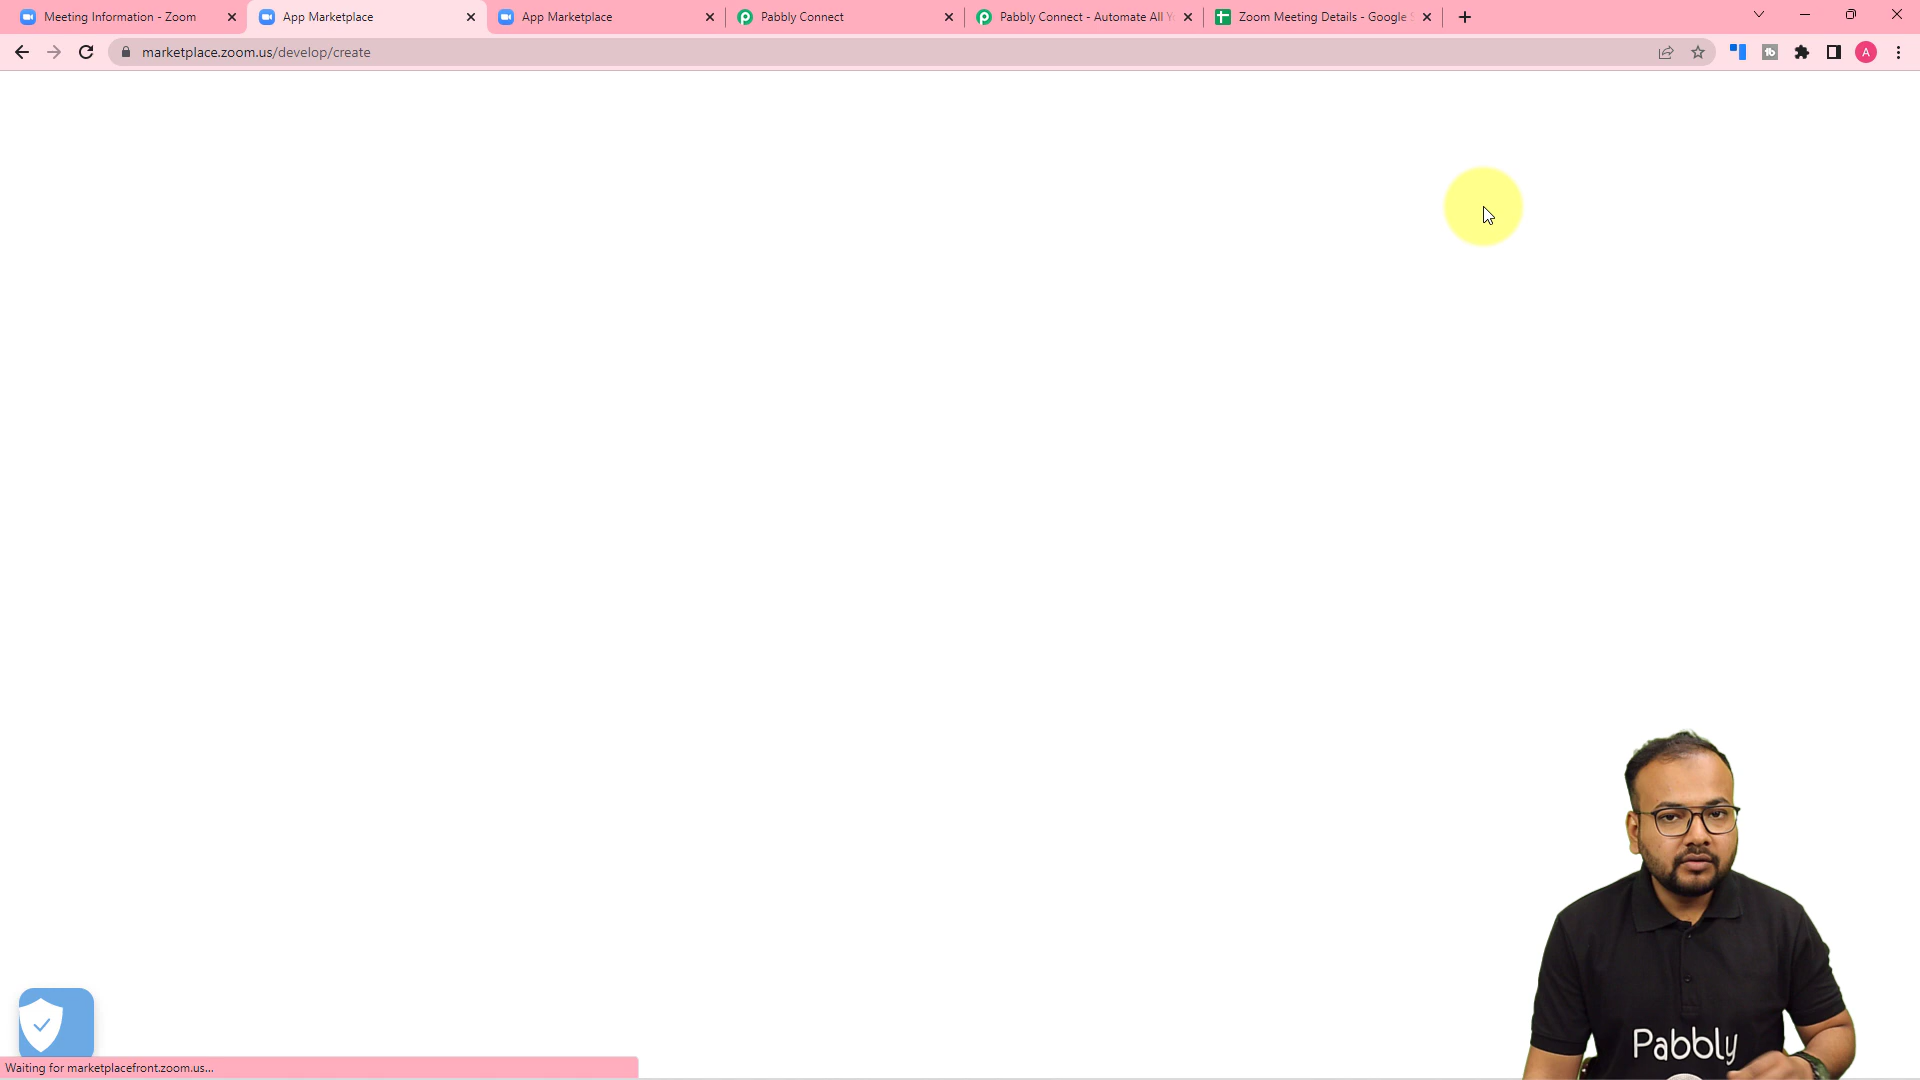 Meeting Information - Zoom
App Marketplace
App Marketplace
Pabbly Connect
Pabbly Connect - Automate All Y
Zoom Meeting Details - Google S
marketplace.zoom.us/develop/create
A
Pabbly
Waiting for marketplacefront.zoom.us...